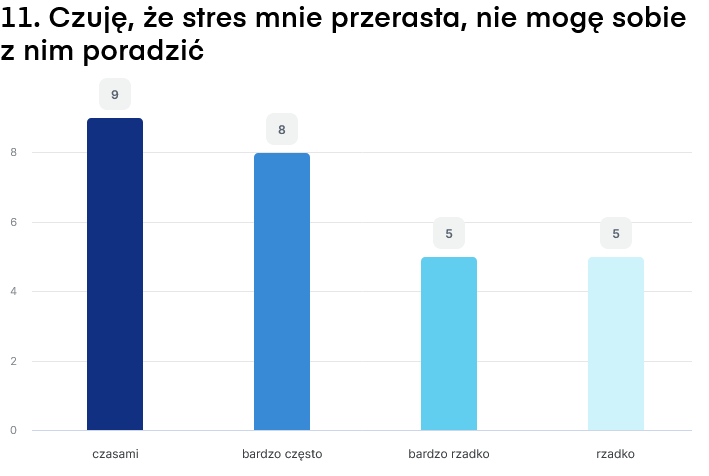 11. Czuję, że stres mnie przerasta, nie mogę sobie
z nim poradzić
9
8
5
5
8
6
4
2
0
czasami
bardzo często
bardzo rzadko
rzadko